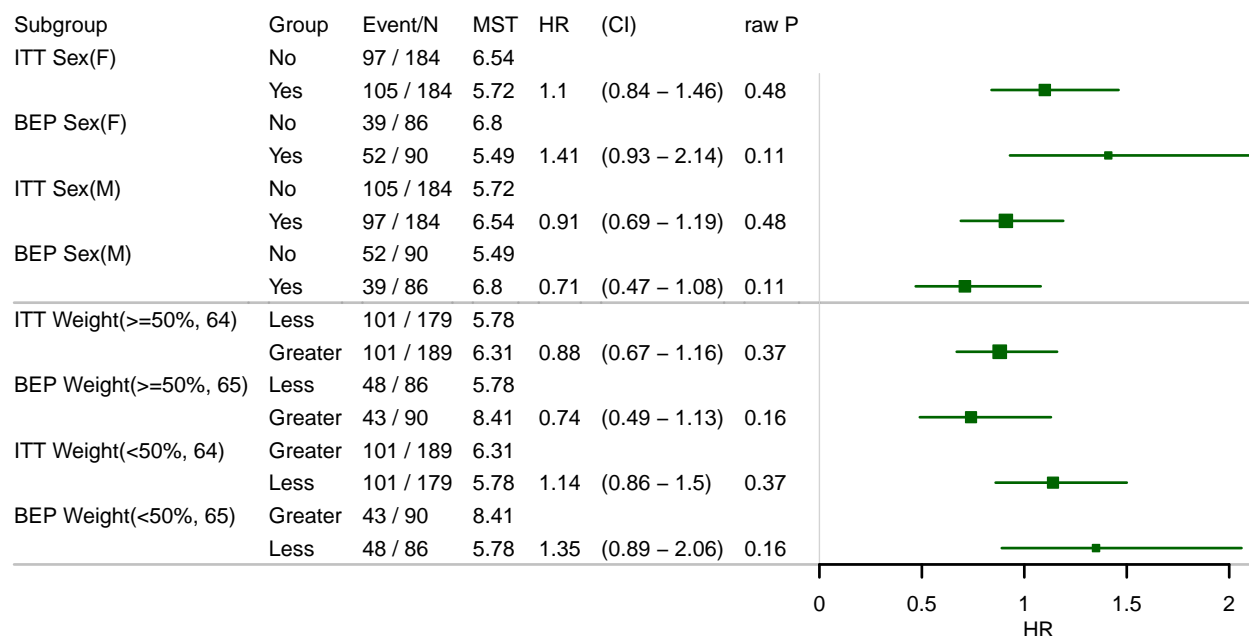 Subgroup Group Event/N MST HR (CI) raw P
ITT Sex(F) No 97 / 184 6.54
Yes 105 / 184 5.72 1.1 (0.84 – 1.46) 0.48
BEP Sex(F) No 39 / 86 6.8
Yes 52 / 90 5.49 1.41 (0.93 – 2.14) 0.11
ITT Sex(M) No 105 / 184 5.72
Yes 97 / 184 6.54 0.91 (0.69 – 1.19) 0.48
BEP Sex(M) No 52 / 90 5.49
Yes 39 / 86 6.8 0.71 (0.47 – 1.08) 0.11
ITT Weight(>=50%, 64) Less 101 / 179 5.78
Greater 101 / 189 6.31 0.88 (0.67 – 1.16) 0.37
BEP Weight(>=50%, 65) Less 48 / 86 5.78
Greater 43 / 90 8.41 0.74 (0.49 – 1.13) 0.16
ITT Weight(<50%, 64) Greater 101 / 189 6.31
Less 101 / 179 5.78 1.14 (0.86 – 1.5) 0.37
BEP Weight(<50%, 65) Greater 43 / 90 8.41
Less 48 / 86 5.78 1.35 (0.89 – 2.06) 0.16
0 0.5 1 1.5 2
HR